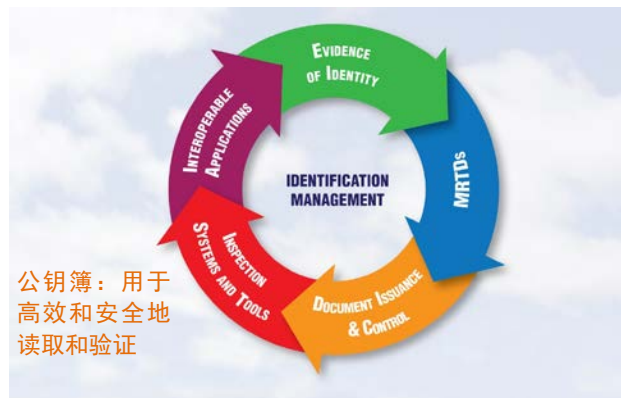 EVIDENCE
OF IDENTITY
MRTDs
DOCUMENT ISSUANCE
& CONTROL
INSPECTION
SYSTEMS AND TOOLS
INTEROPERABLE
APPLICATIONS
IDENTIFICATION
MANAGEMENT
公钥簿：用于
高效和安全地
读取和验证